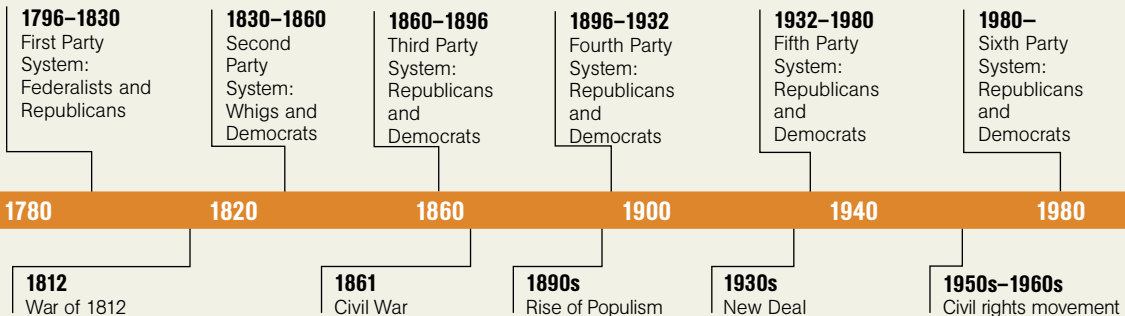 1796–1830
First Party
System:
Federalists and
Republicans
1830–1860
Second
Party
System:
Whigs and
Democrats
1860–1896
Third Party
System:
Republicans
and
Democrats
1896–1932
Fourth Party
System:
Republicans
and
Democrats
1932–1980
Fifth Party
System:
Republicans
and
Democrats
1980–
Sixth Party
System:
Republicans
and
Democrats
1780 1820 1860 1900 1940 1980
1812
War of 1812
1861
Civil War
1890s
Rise of Populism
1930s
New Deal
1950s–1960s
Civil rights movement